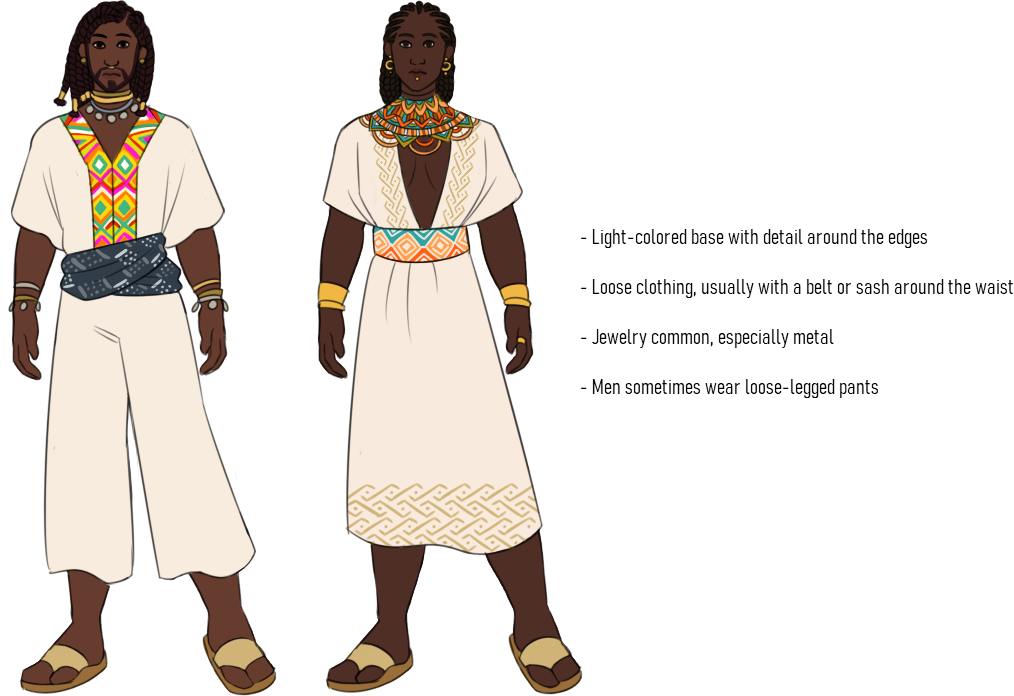 - Light-colored base with detail around the edges
- Loose clothing, usually with a belt or sash around the waist
- Jewelry common, especially metal
- Men sometimes wear loose-legged pants